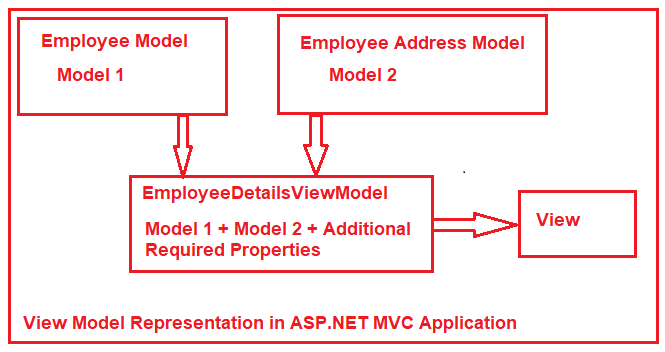 Employee Model
Model 1
Employee Address Model
Model 2
EmployeeDetailsViewModel
Model 1 + Model 2 + Additional
Required Properties
View
View Model Representation in ASP.NET MVC Application